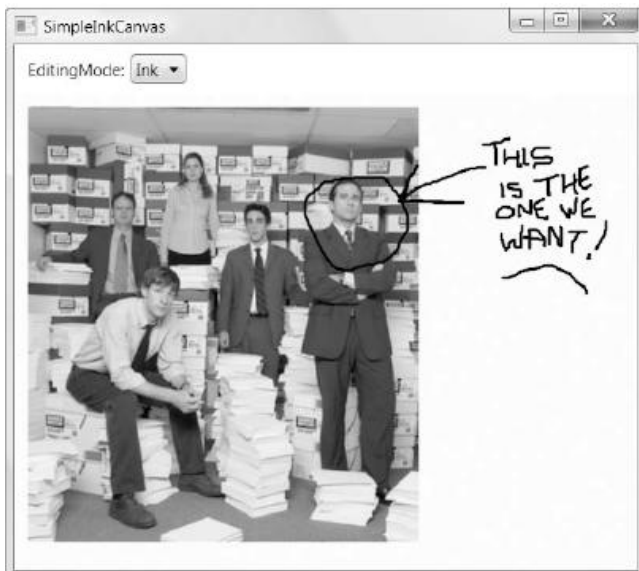 SimpleInkCanvas
EditingMode: Ink
THIS
IS THE
ONE WE
WANT!